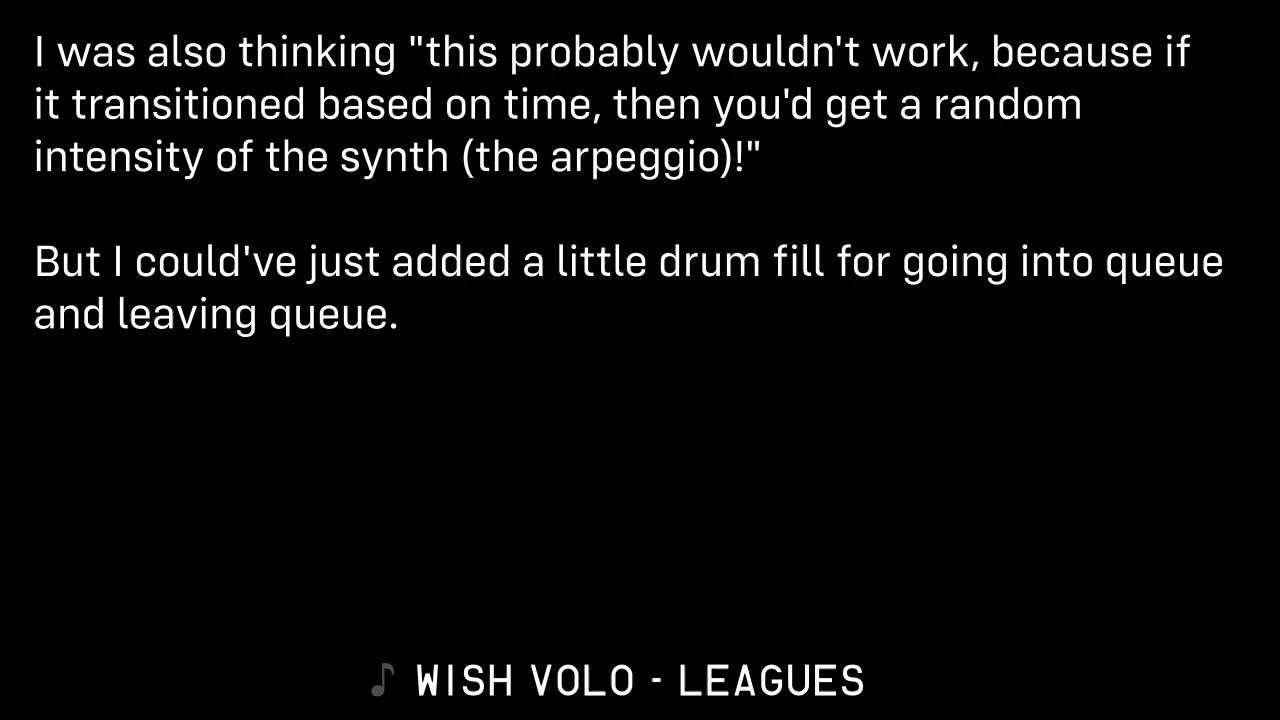 I was also thinking "this probably wouldn't work, because if
it transitioned based on time, then you'd get a random
intensity of the synth (the arpeggio)!"
But I could've just added a little drum fill for going into queue
and leaving queue.
♪ WISH VOLO - LEAGUES